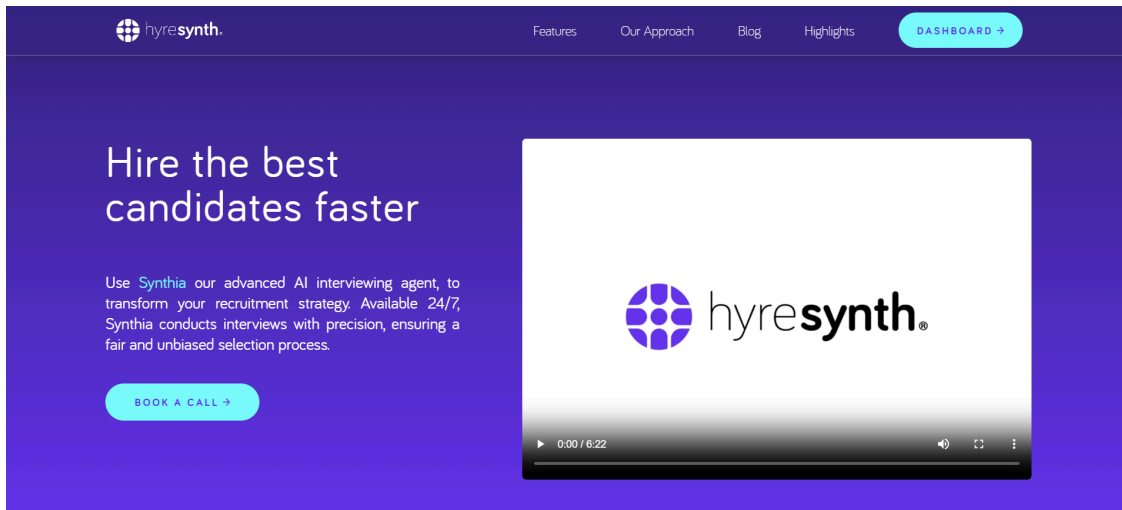 hyresynth®
Features
Our Approach
Blog
Highlights
DASHBOARD →
Hire the best
candidates faster
Use Synthia our advanced AI interviewing agent, to
transform your recruitment strategy. Available 24/7,
Synthia conducts interviews with precision, ensuring a
fair and unbiased selection process.
BOOK A CALL →
hyresynth®
0:00 / 6:22